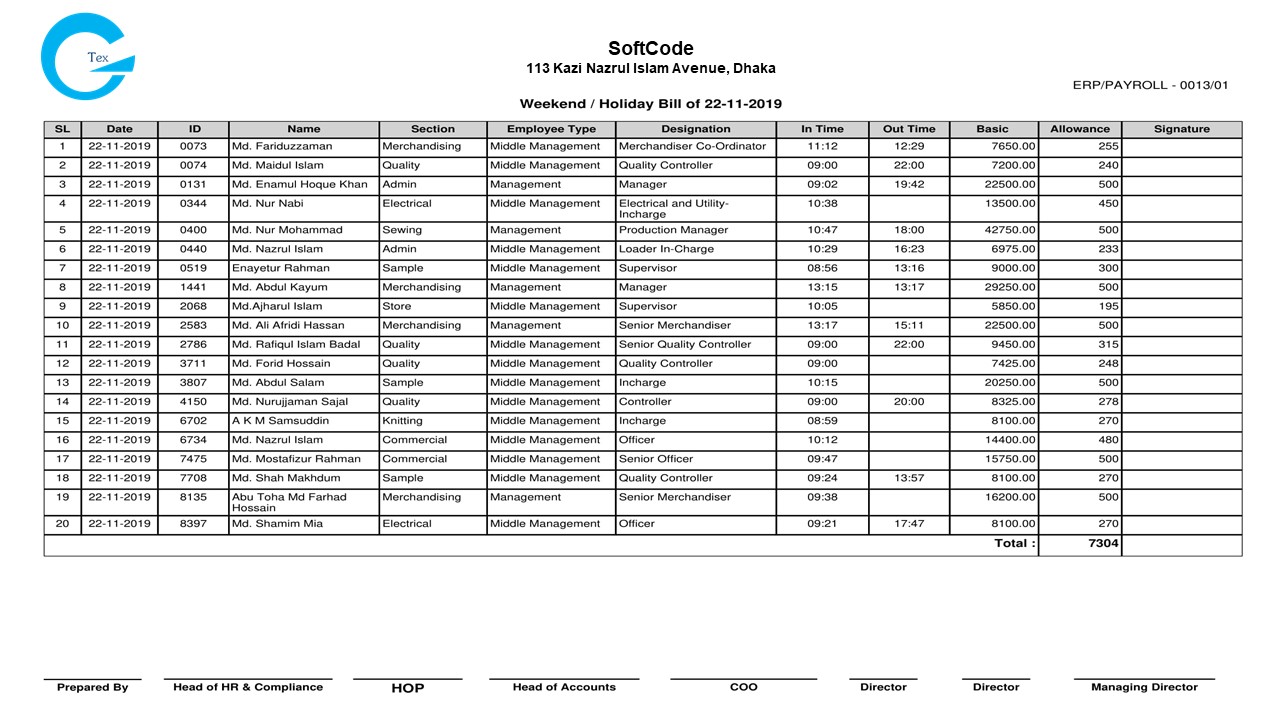 Tex
SoftCode
113 Kazi Nazrul Islam Avenue, Dhaka
ERP/PAYROLL - 0013/01
Weekend / Holiday Bill of 22-11-2019
SL Date ID Name Section Employee Type Designation In Time Out Time Basic Allowance Signature
1 22-11-2019 0073 Md. Fariduzzaman Merchandising Middle Management Merchandiser Co-Ordinator 11:12 12:29 7650.00 255
2 22-11-2019 0074 Md. Maidul Islam Quality Middle Management Quality Controller 09:00 22:00 7200.00 240
3 22-11-2019 0131 Md. Enamul Hoque Khan Admin Management Manager 09:02 19:42 22500.00 500
4 22-11-2019 0344 Md. Nur Nabi Electrical Middle Management Electrical and Utility- 10:38 13500.00 450
Incharge
5 22-11-2019 0400 Md. Nur Mohammad Sewing Management Production Manager 10:47 18:00 42750.00 500
6 22-11-2019 0440 Md. Nazrul Islam Admin Middle Management Loader In-Charge 10:29 16:23 6975.00 233
7 22-11-2019 0519 Enayetur Rahman Sample Middle Management Supervisor 08:56 13:16 9000.00 300
8 22-11-2019 1441 Md. Abdul Kayum Merchandising Management Manager 13:15 13:17 29250.00 500
9 22-11-2019 2068 Md.Ajharul Islam Store Middle Management Supervisor 10:05 5850.00 195
10 22-11-2019 2583 Md. Ali Afridi Hassan Merchandising Management Senior Merchandiser 13:17 15:11 22500.00 500
11 22-11-2019 2786 Md. Rafiqul Islam Badal Quality Middle Management Senior Quality Controller 09:00 22:00 9450.00 315
12 22-11-2019 3711 Md. Forid Hossain Quality Middle Management Quality Controller 09:00 7425.00 248
13 22-11-2019 3807 Md. Abdul Salam Sample Middle Management Incharge 10:15 20250.00 500
14 22-11-2019 4150 Md. Nurujjaman Sajal Quality Middle Management Controller 09:00 20:00 8325.00 278
15 22-11-2019 6702 A K M Samsuddin Knitting Middle Management Incharge 08:59 8100.00 270
16 22-11-2019 6734 Md. Nazrul Islam Commercial Middle Management Officer 10:12 14400.00 480
17 22-11-2019 7475 Md. Mostafizur Rahman Commercial Middle Management Senior Officer 09:47 15750.00 500
18 22-11-2019 7708 Md. Shah Makhdum Sample Middle Management Quality Controller 09:24 13:57 8100.00 270
19 22-11-2019 8135 Abu Toha Md Farhad Merchandising Management Senior Merchandiser 09:38 16200.00 500
Hossain
20 22-11-2019 8397 Md. Shamim Mia Electrical Middle Management Officer 09:21 17:47 8100.00 270
Total : 7304
Prepared By Head of HR & Compliance HOP Head of Accounts COO Director Director Managing Director